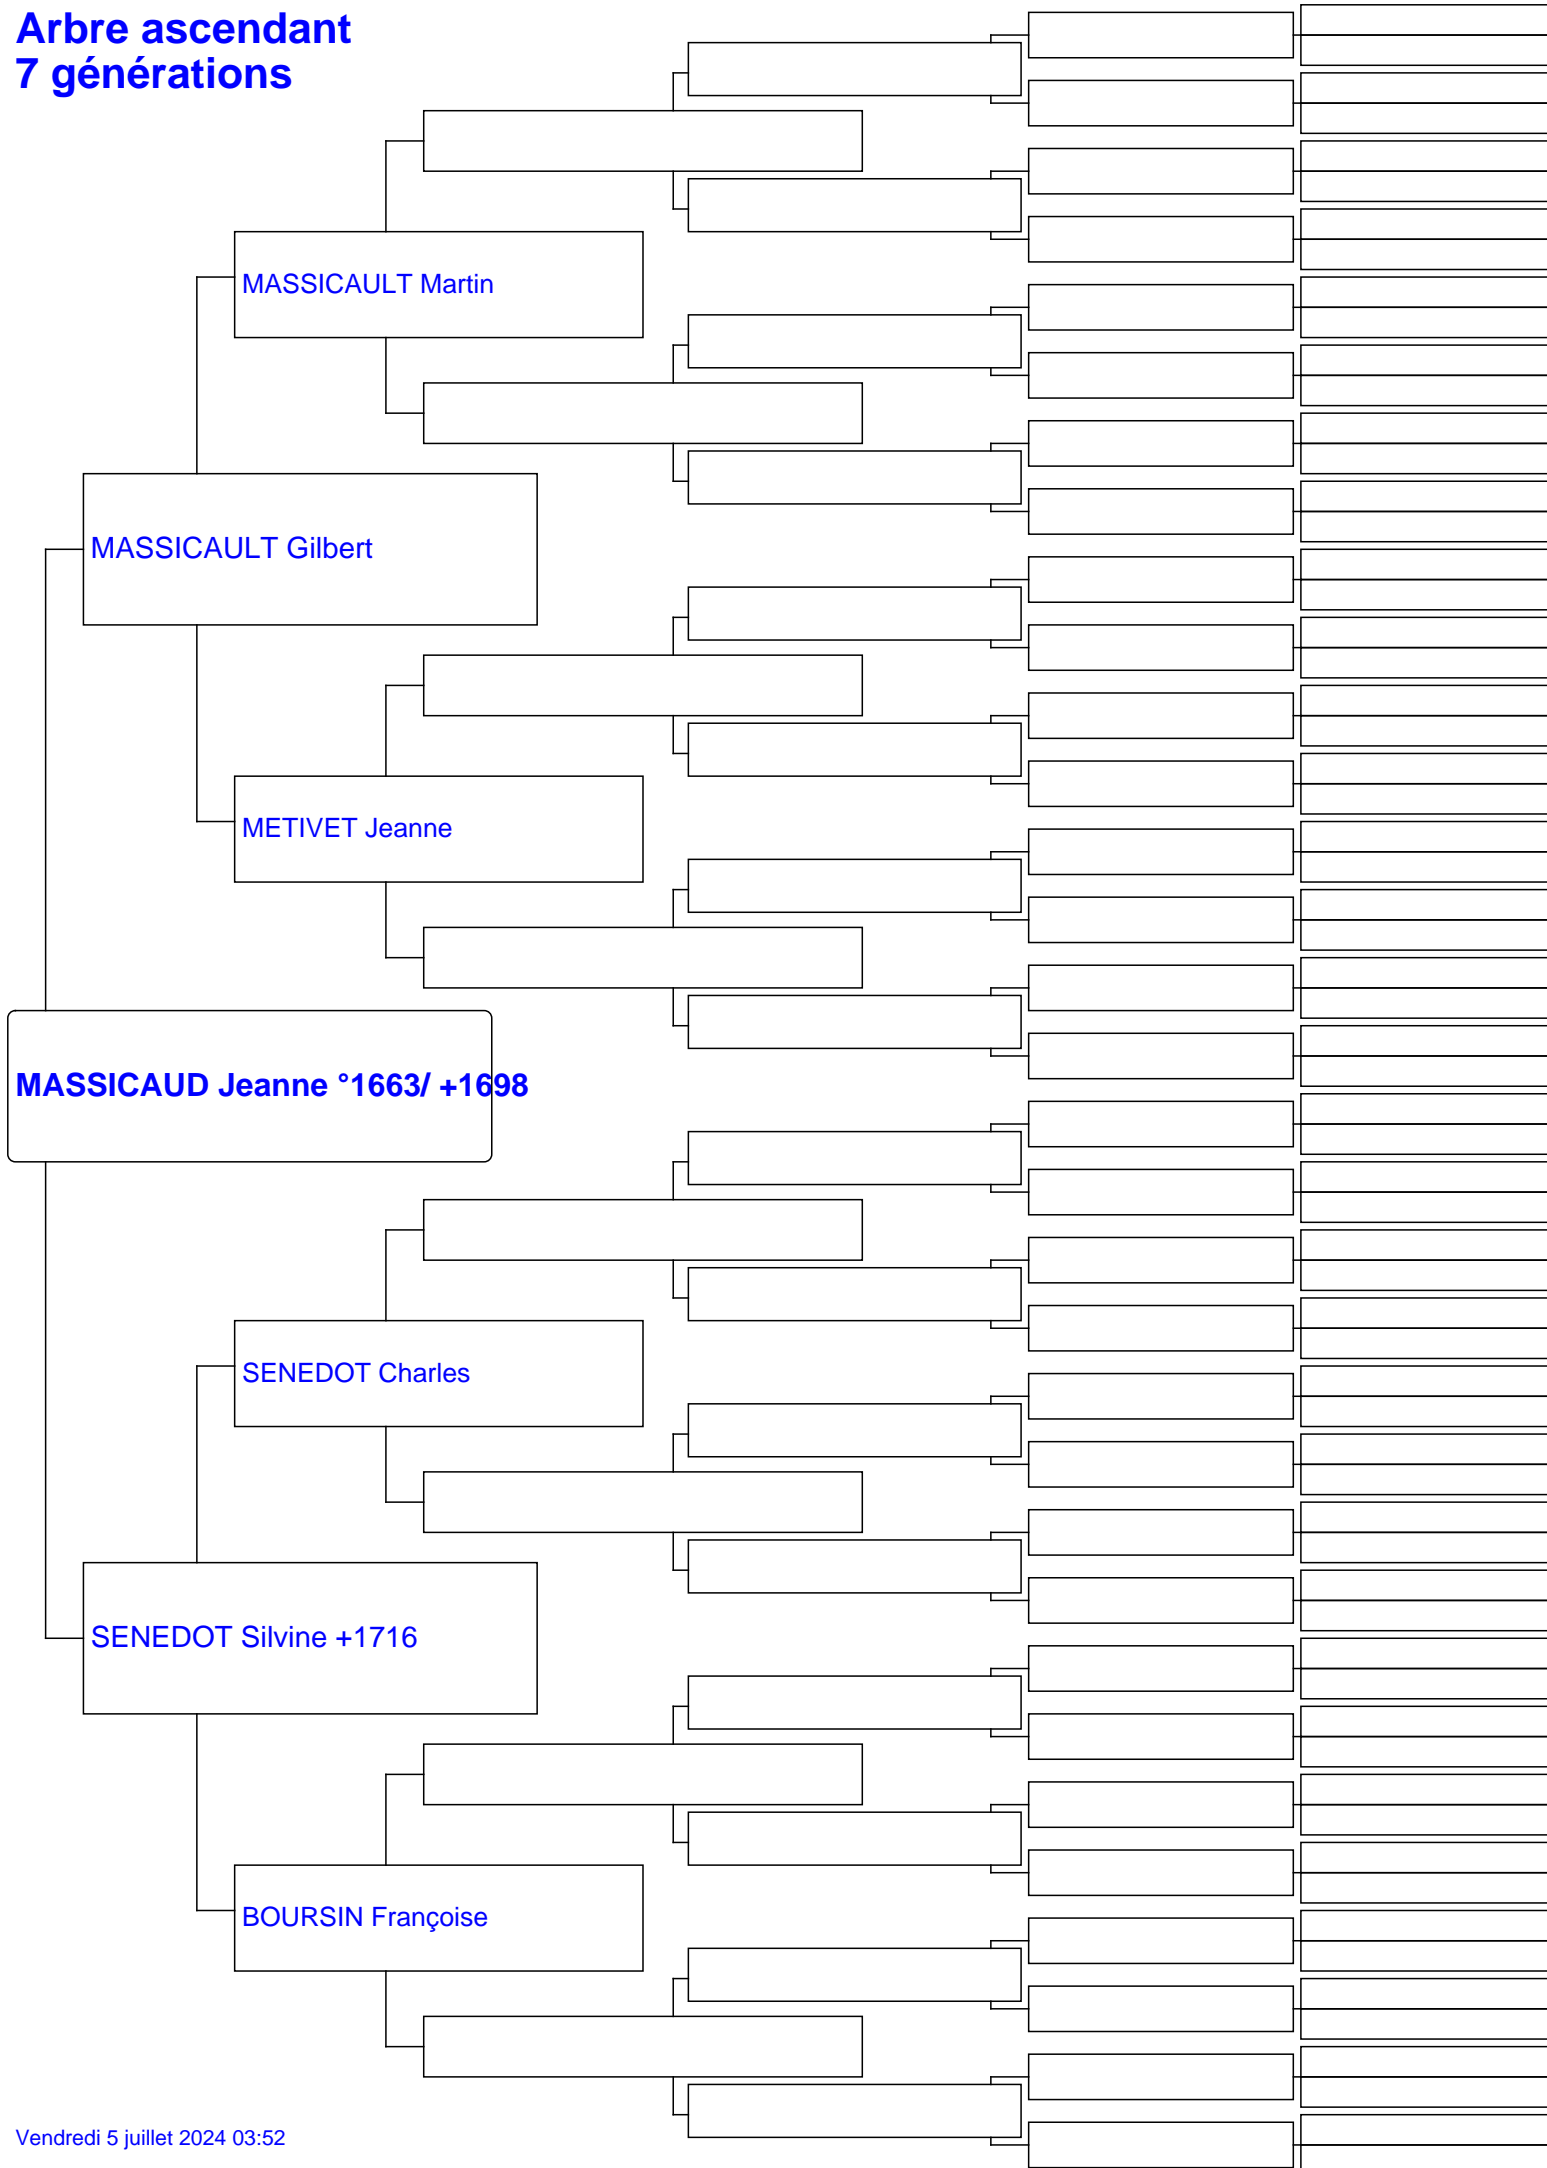 Arbre ascendant
7 générations
MASSICAULT Martin
MASSICAULT Gilbert
METIVET Jeanne
MASSICAUD Jeanne °1663/ +1698
SENEDOT Charles
SENEDOT Silvine +1716
BOURSIN Françoise
Vendredi 5 juillet 2024 03:52